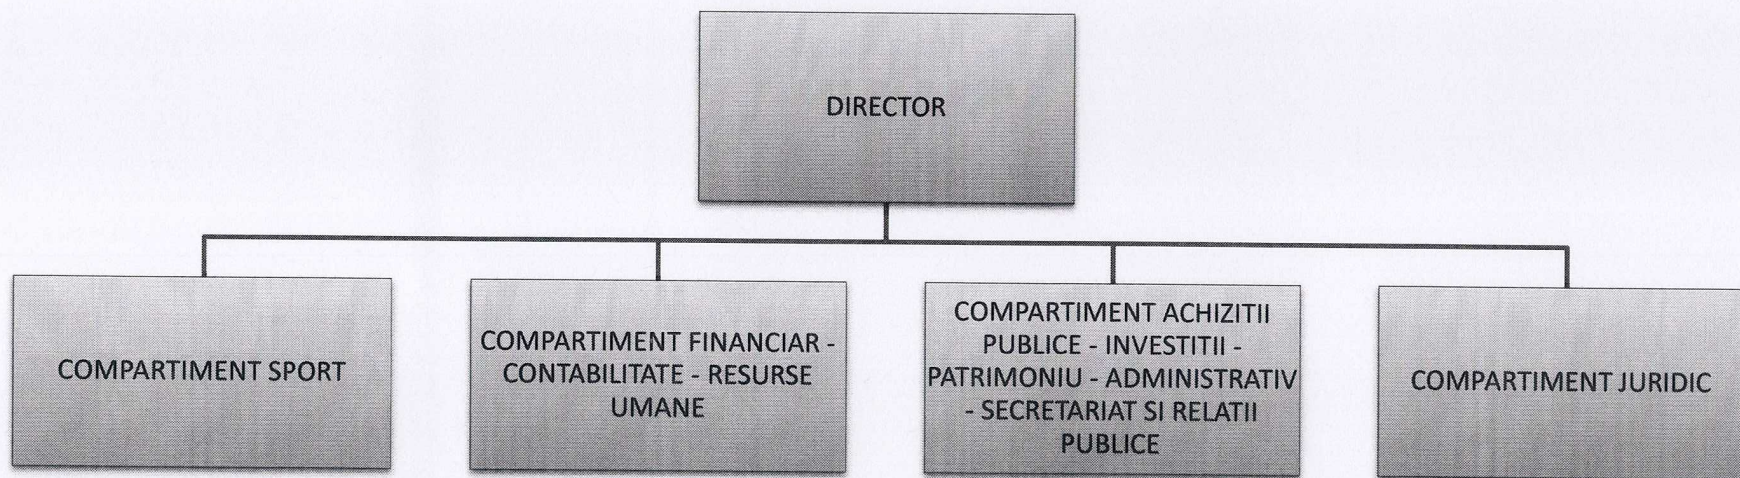 DIRECTOR
COMPARTIMENT SPORT
COMPARTIMENT FINANCIAR -
CONTABILITATE - RESURSE
UMANE
COMPARTIMENT ACHIZITII
PUBLICE - INVESTITII -
PATRIMONIU - ADMINISTRATIV
- SECRETARIAT SI RELATII
PUBLICE
COMPARTIMENT JURIDIC